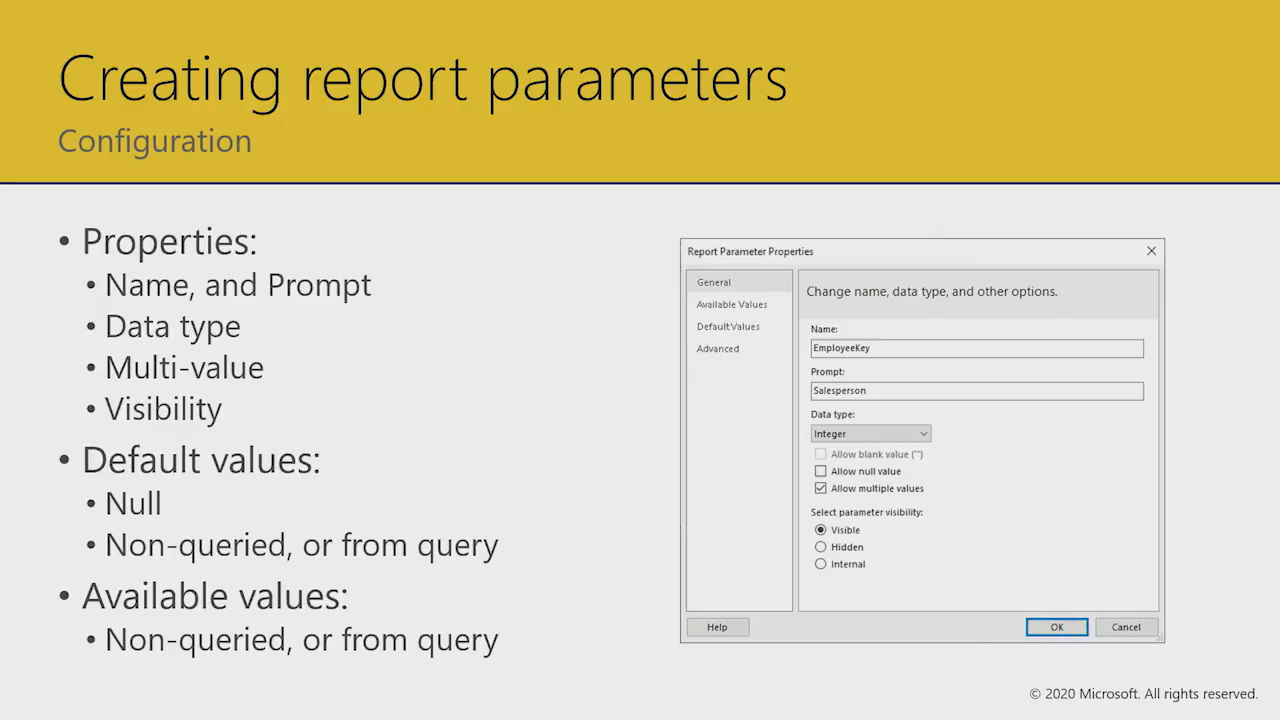 Creating report parameters
Configuration
• Properties:
• Name, and Prompt
• Data type
• Multi-value
• Visibility
• Default values:
• Null
• Non-queried, or from query
• Available values:
• Non-queried, or from query
Report Parameter Properties
General
Available Values
Default Values
Advanced
Change name, data type, and other options.
Name:
EmployeeKey
Prompt:
Salesperson
Data type:
Integer
Allow blank value ("")
Allow null value
Allow multiple values
Select parameter visibility:
Visible
Hidden
Internal
Help
OK
Cancel
© 2020 Microsoft. All rights reserved.